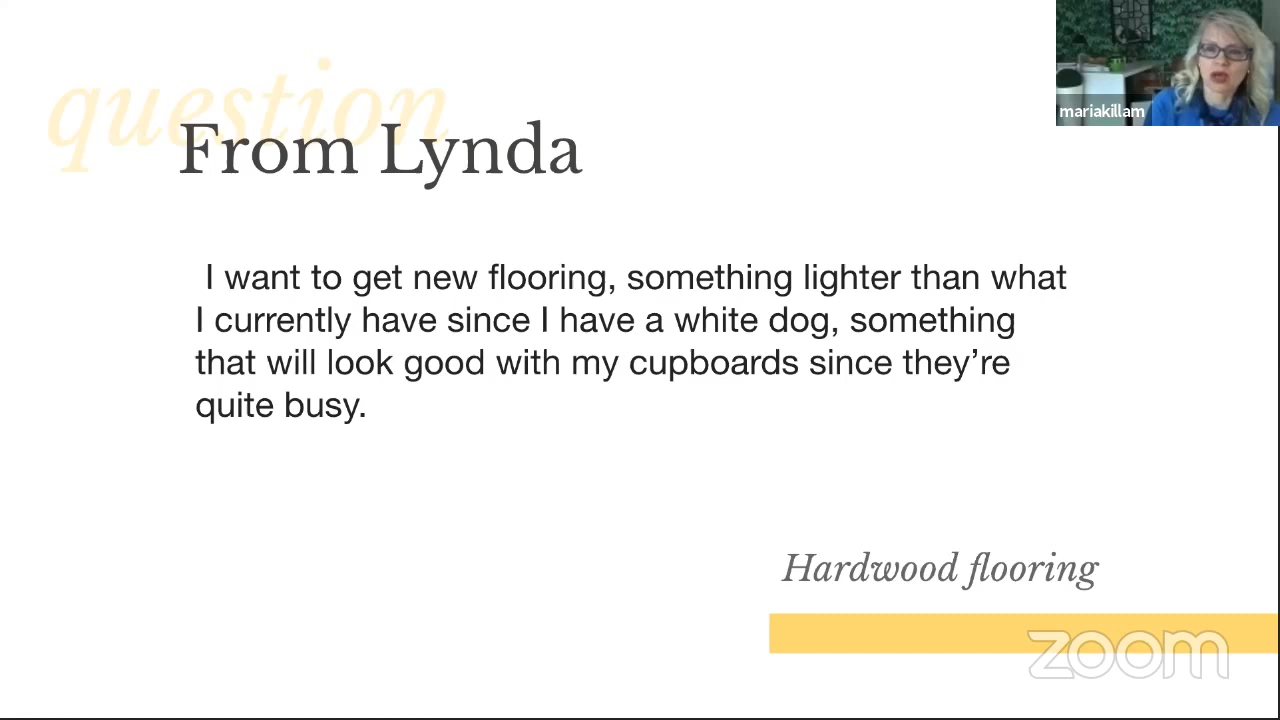 question
From Lynda
mariakillam
I want to get new flooring, something lighter than what
I currently have since I have a white dog, something
that will look good with my cupboards since they’re
quite busy.
Hardwood flooring
zoom